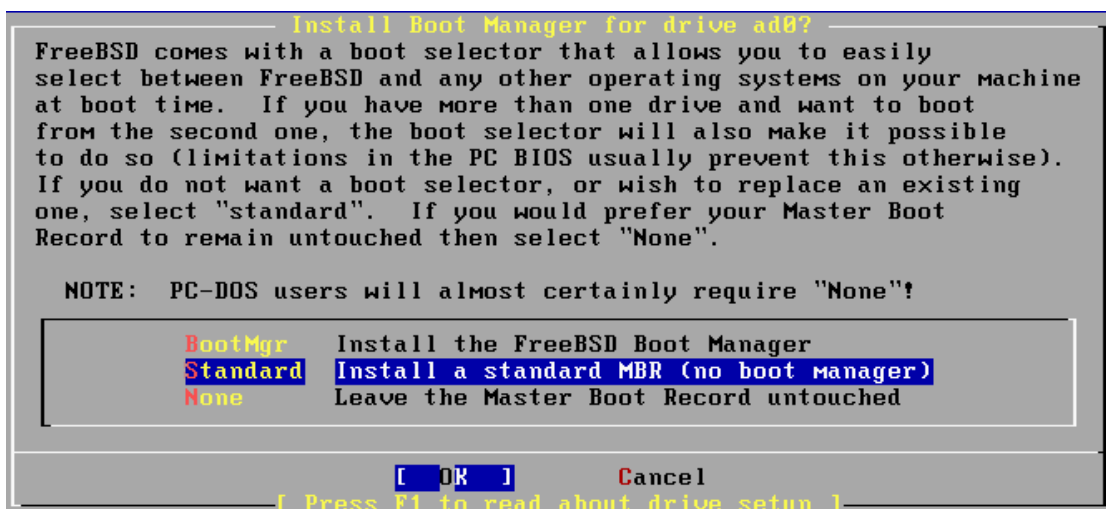 Install Boot Manager for drive ad0?
FreeBSD comes with a boot selector that allows you to easily
select between FreeBSD and any other operating systems on your machine
at boot time.  If you have more than one drive and want to boot
from the second one, the boot selector will also make it possible
to do so (limitations in the PC BIOS usually prevent this otherwise).
If you do not want a boot selector, or wish to replace an existing
one, select "standard".  If you would prefer your Master Boot
Record to remain untouched then select "None".
NOTE:  PC-DOS users will almost certainly require "None"!
BootMgr   Install the FreeBSD Boot Manager
Standard  Install a standard MBR (no boot manager)
None      Leave the Master Boot Record untouched
[  OK  ]       Cancel
[ Press F1 to read about drive setup ]